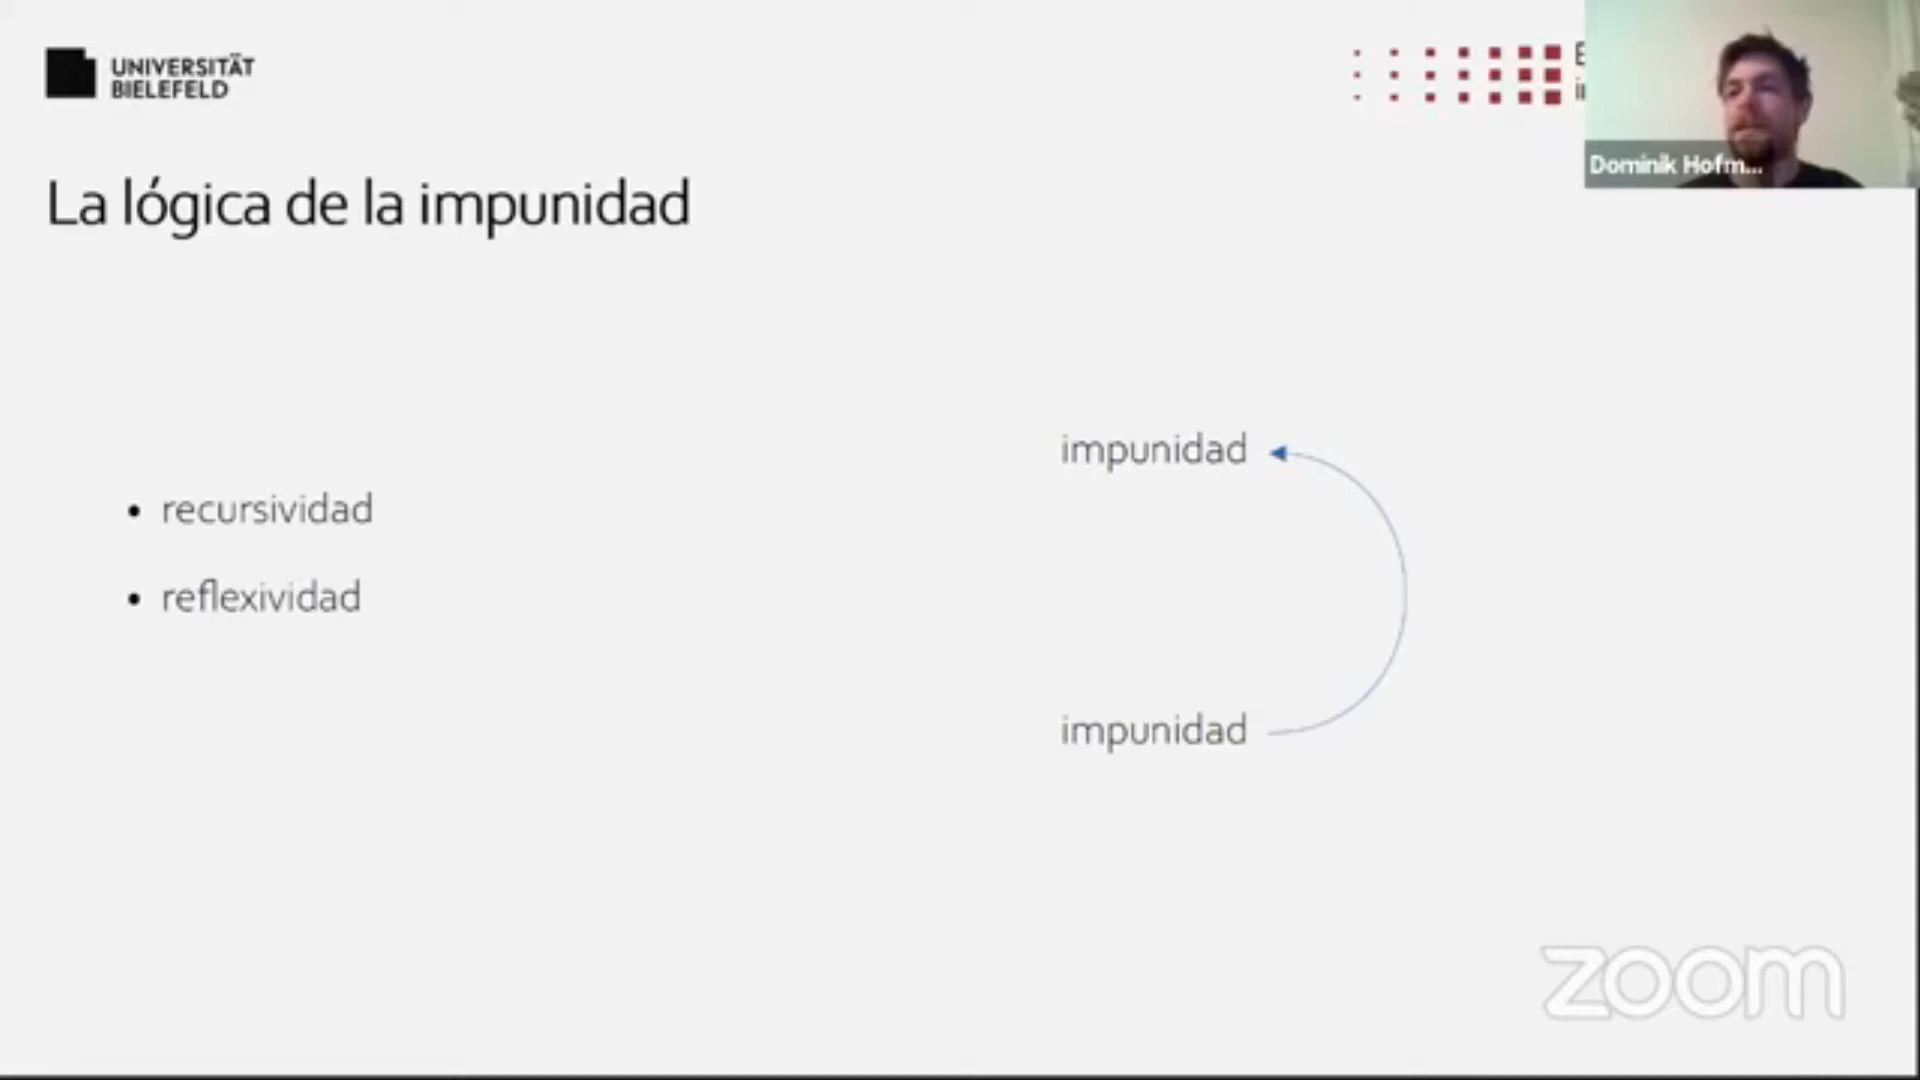 UNIVERSITÄT
BIELEFELD
Dominik Hofm...
La lógica de la impunidad
impunidad
• recursividad
• reflexividad
impunidad
zoom